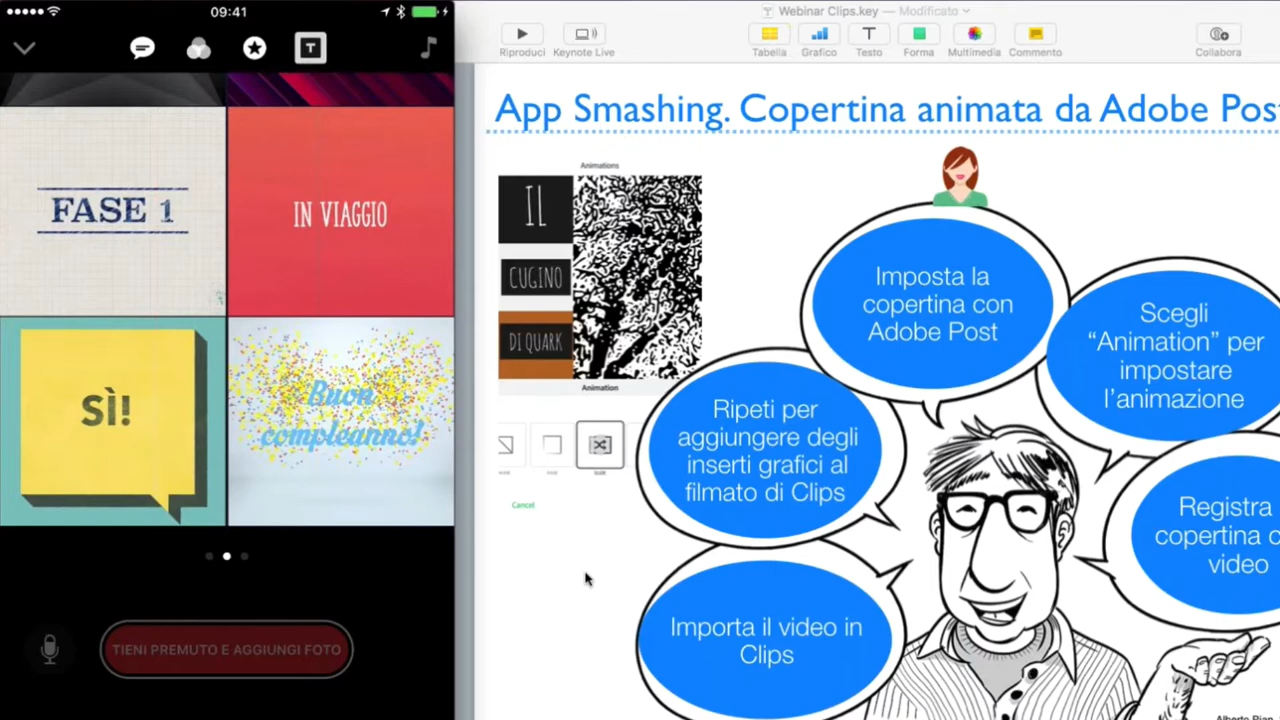 09:41
FASE 1
IN VIAGGIO
SÌ!
Buon
compleanno!
TIENI PREMUTO E AGGIUNGI FOTO
Webinar Clips.key — Modificato
Riproduci
Keynote Live
Tabella
Grafico
Testo
Forma
Multimedia
Commento
Collabora
App Smashing. Copertina animata da Adobe Pos
Animations
IL
CUGINO
DI QUARK
Animation
SLIDE
Cancel
Imposta la
copertina con
Adobe Post
Scegli
“Animation” per
impostare
l’animazione
Ripeti per
aggiungere degli
inserti grafici al
filmato di Clips
Registra
copertina
video
Importa il video in
Clips